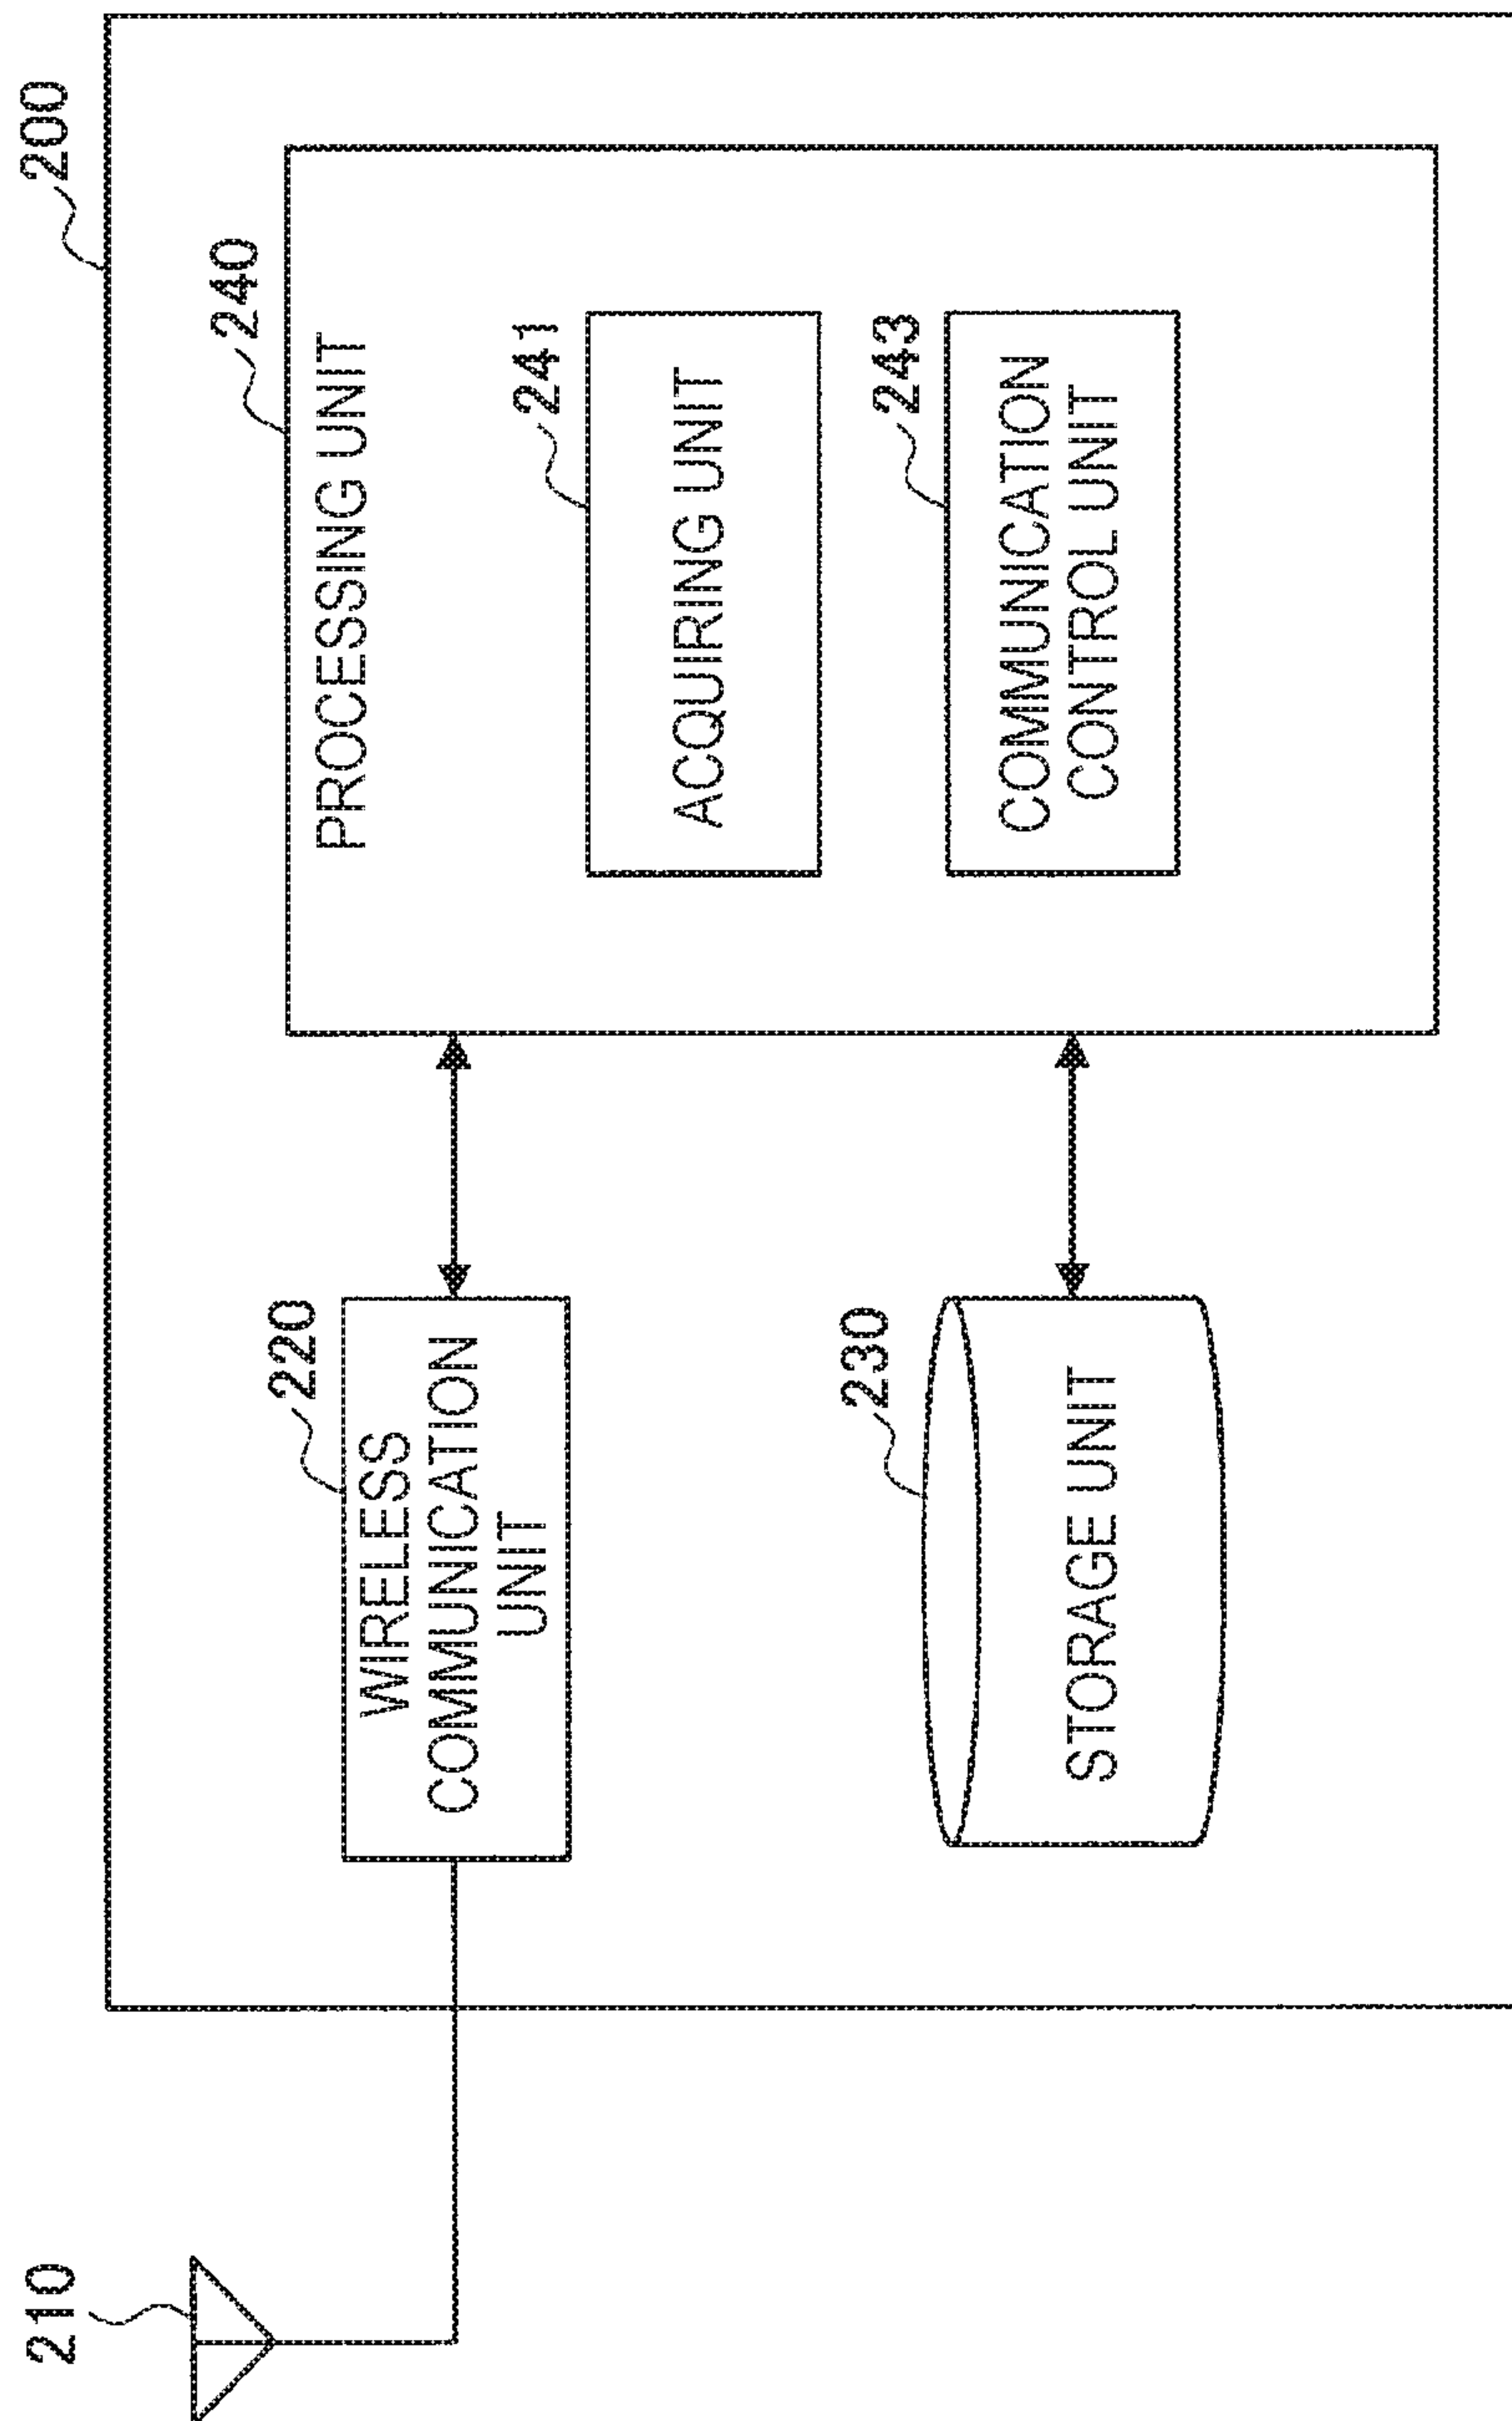 200
210
220
WIRELESS
COMMUNICATION
UNIT
240
PROCESSING UNIT
241
ACQUIRING UNIT
230
STORAGE UNIT
243
COMMUNICATION
CONTROL UNIT